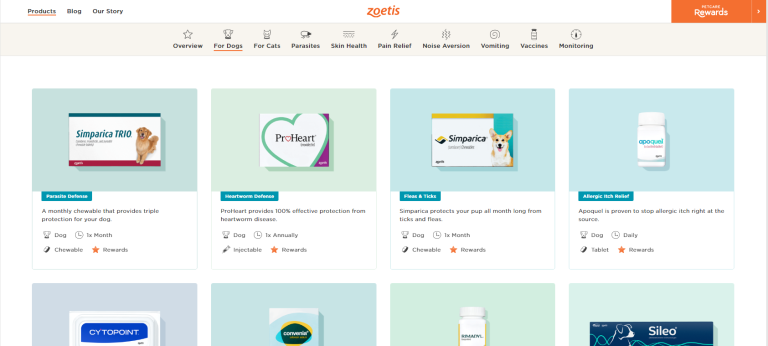 Products Blog Our Story
zoetis
PETCARE
Rewards
Overview For Dogs For Cats Parasites Skin Health Pain Relief Noise Aversion Vomiting Vaccines Monitoring
Simparica TRIO
zoetis
ProHeart
zoetis
Simparica
zoetis
apoquel
zoetis
Parasite Defense
A monthly chewable that provides triple
protection for your dog.
Dog 1x Month
Chewable Rewards
Heartworm Defense
ProHeart provides 100% effective protection from
heartworm disease.
Dog 1x Annually
Injectable Rewards
Fleas & Ticks
Simparica protects your pup all month long from
ticks and fleas.
Dog 1x Month
Chewable Rewards
Allergic Itch Relief
Apoquel is proven to stop allergic itch right at the
source.
Dog Daily
Tablet Rewards
CYTOPOINT
convenia
RIMADYL
Sileo